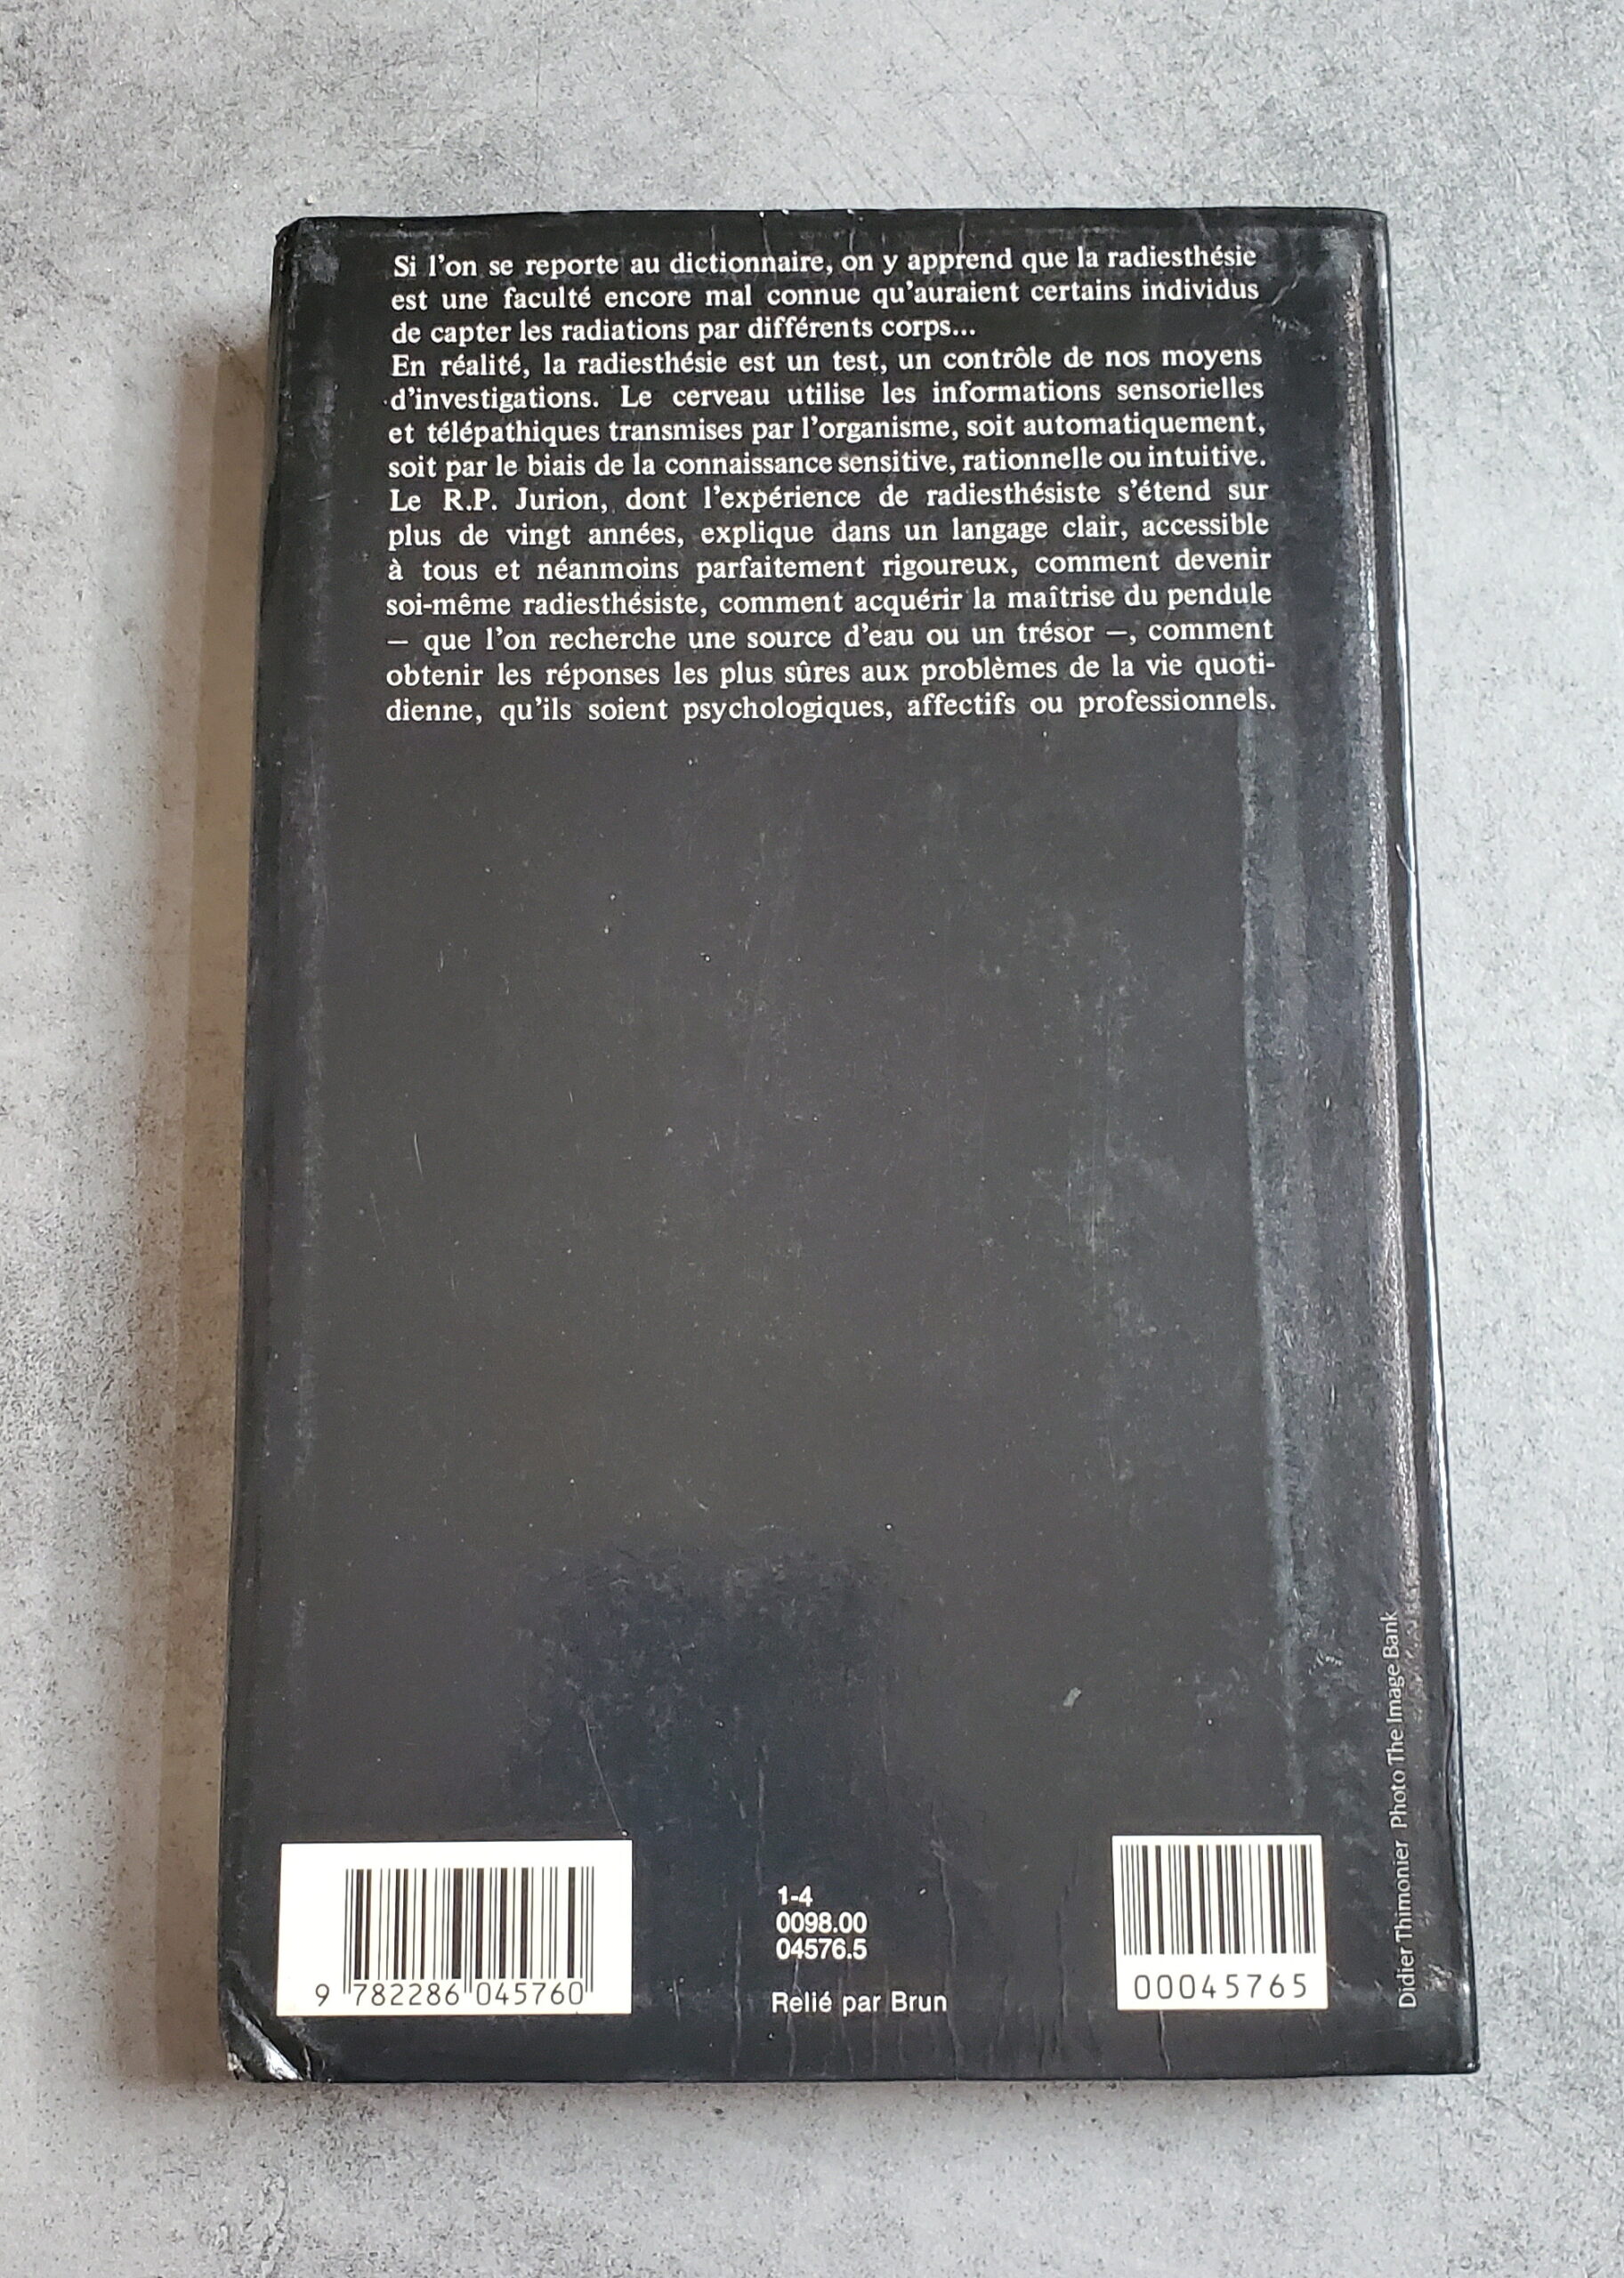 Si l'on se reporte au dictionnaire, on y apprend que la radiesthésie
est une faculté encore mal connue qu'auraient certains individus
de capter les radiations par différents corps...
En réalité, la radiesthésie est un test, un contrôle de nos moyens
d'investigations. Le cerveau utilise les informations sensorielles
et télépathiques transmises par l'organisme, soit automatiquement,
soit par le biais de la connaissance sensitive, rationnelle ou intuitive.
Le R.P. Jurion, dont l'expérience de radiesthésiste s'étend sur
plus de vingt années, explique dans un langage clair, accessible
à tous et néanmoins parfaitement rigoureux, comment devenir
soi-même radiesthésiste, comment acquérir la maîtrise du pendule
— que l'on recherche une source d'eau ou un trésor —, comment
obtenir les réponses les plus sûres aux problèmes de la vie quoti-
dienne, qu'ils soient psychologiques, affectifs ou professionnels.
9 782286 045760
1-4
0098.00
04576.5
Relié par Brun
00045765
Didier Thimonier Photo The Image Bank